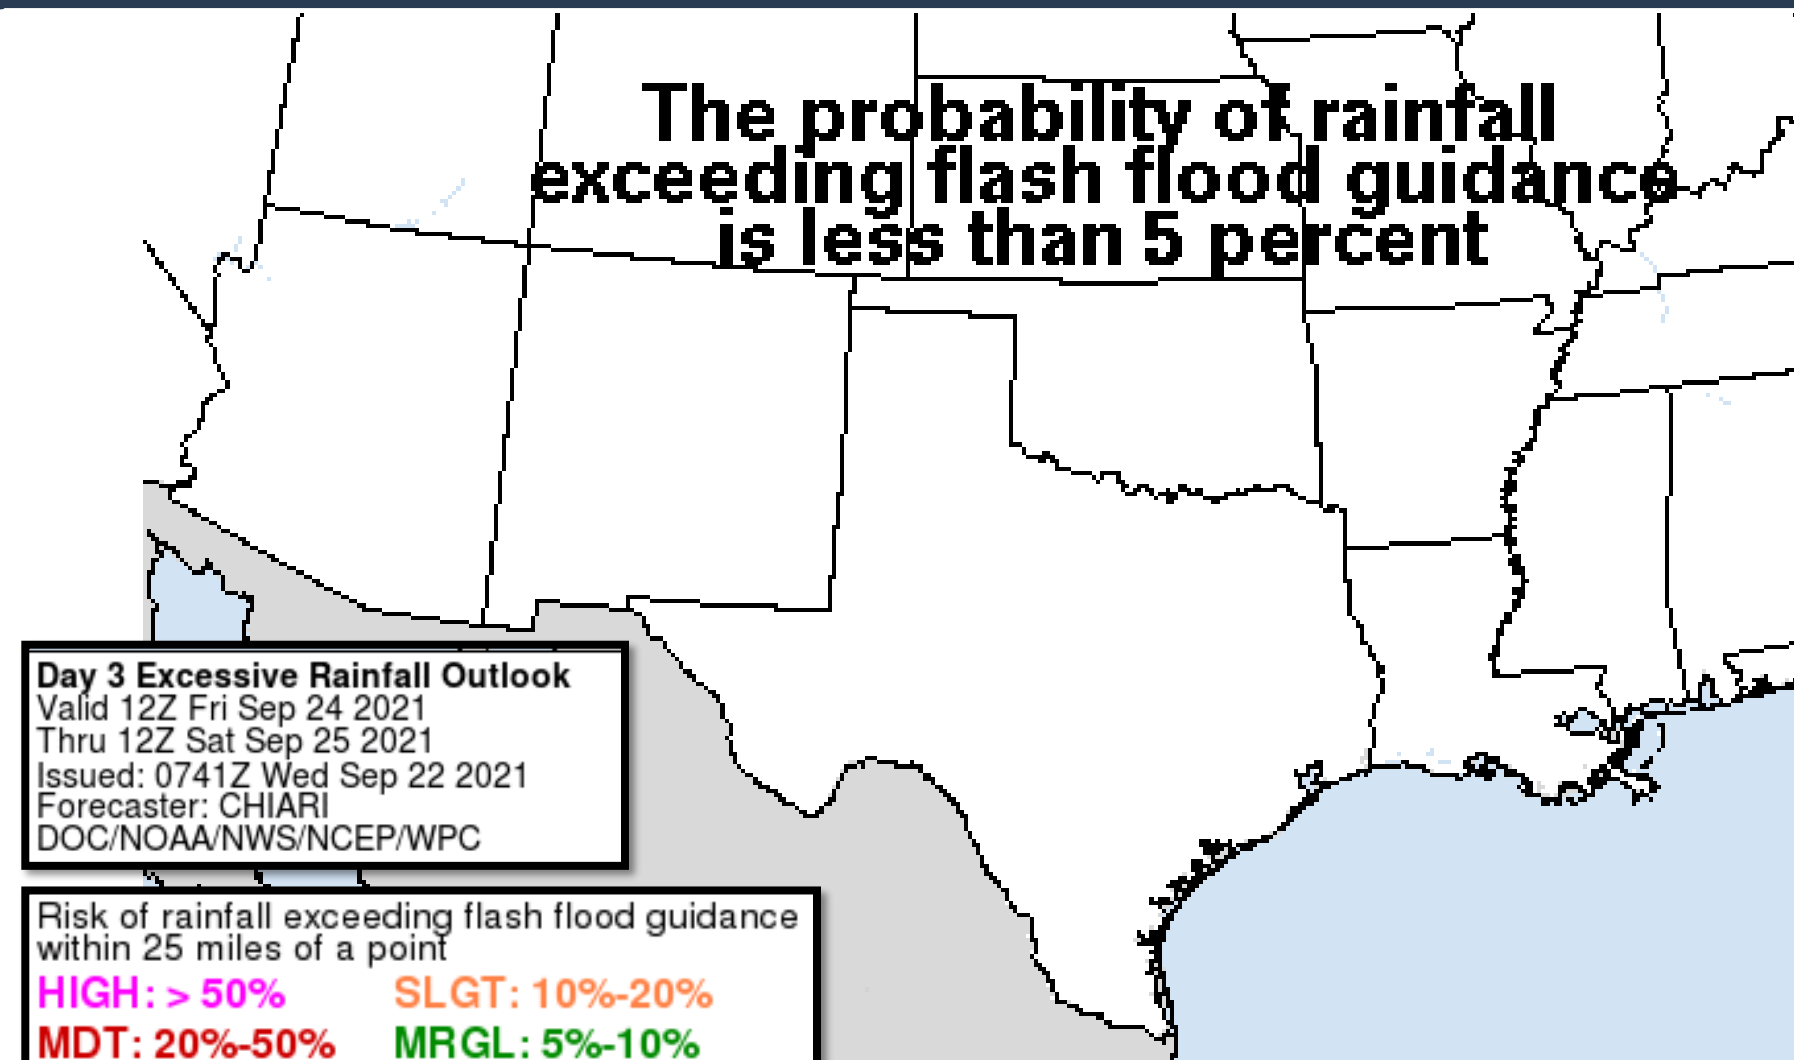 The probability of rainfall
exceeding flash flood guidance
is less than 5 percent
Day 3 Excessive Rainfall Outlook
Valid 12Z Fri Sep 24 2021
Thru 12Z Sat Sep 25 2021
Issued: 0741Z Wed Sep 22 2021
Forecaster: CHIARI
DOC/NOAA/NWS/NCEP/WPC
Risk of rainfall exceeding flash flood guidance
within 25 miles of a point
HIGH: > 50% SLGT: 10%-20%
MDT: 20%-50% MRGL: 5%-10%